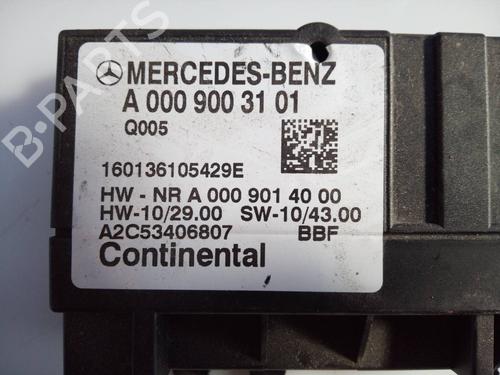 MERCEDES-BENZ
A 000 900 31 01
Q005
160136105429E
HW - NR A 000 901 40 00
HW-10/29.00 SW-10/43.00
A2C53406807 BBF
Continental
B-PARTS